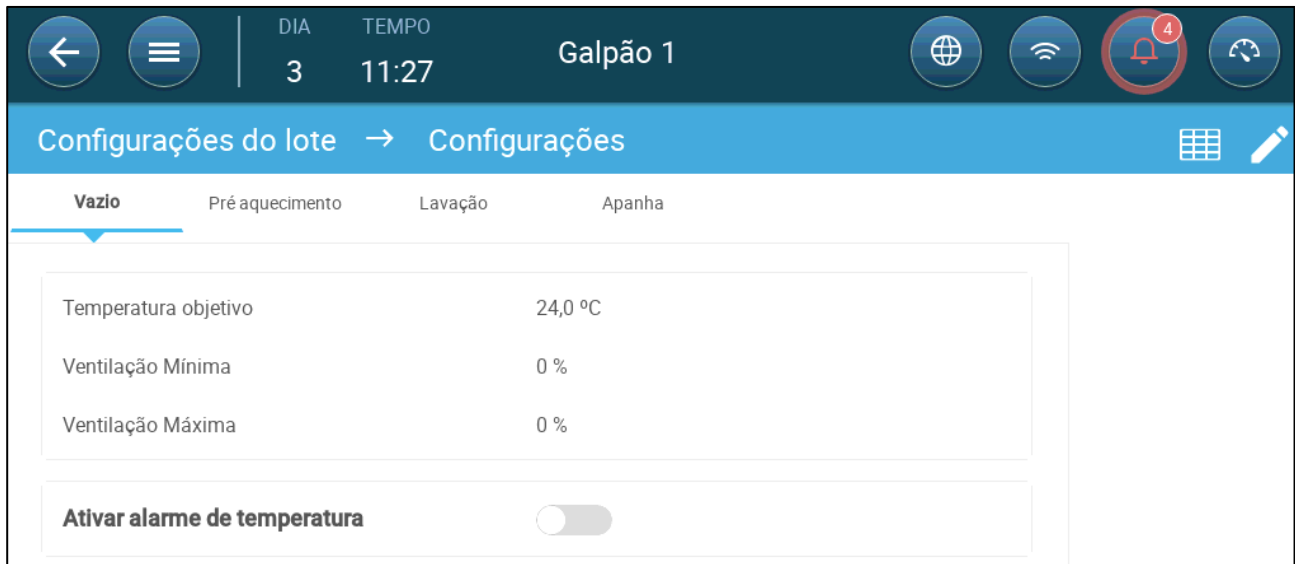 DIA TEMPO
3 11:27 Galpão 1 4
Configurações do lote → Configurações
Vazio Pré aquecimento Lavação Apanha
Temperatura objetivo 24,0 ºC
Ventilação Mínima 0 %
Ventilação Máxima 0 %
Ativar alarme de temperatura